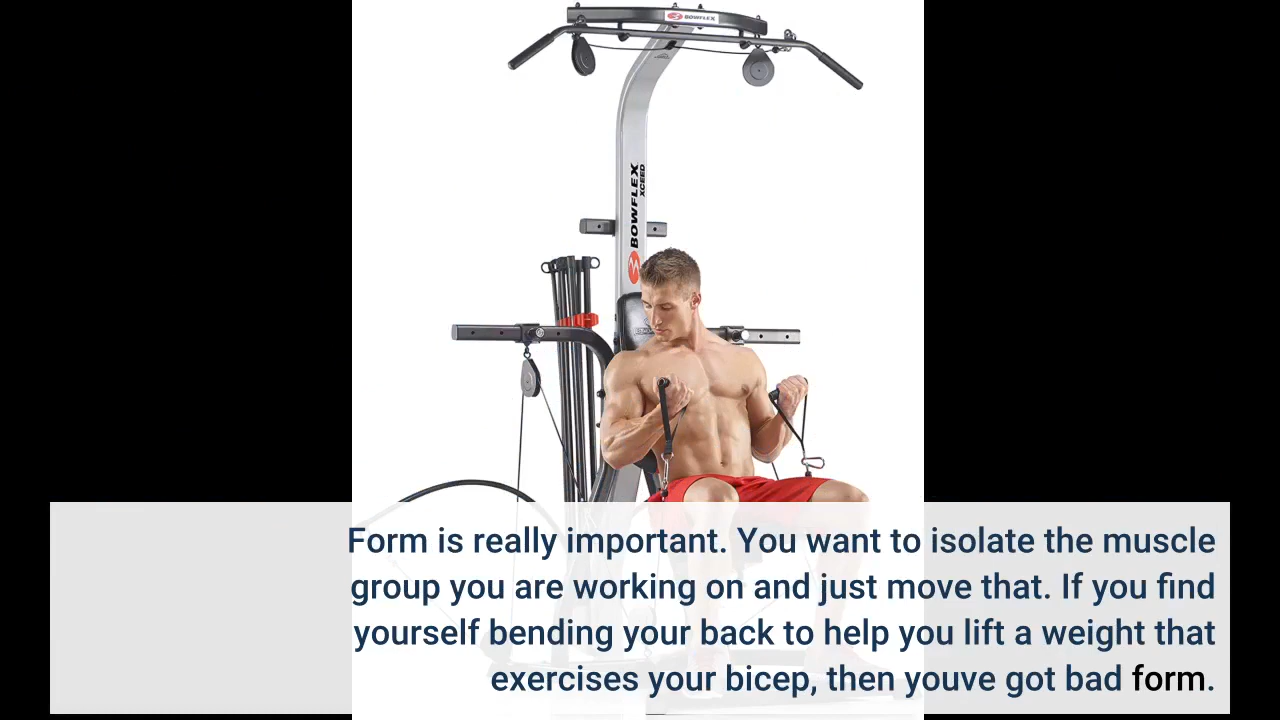 BOWFLEX
BOWFLEX
XCEED
Form is really important. You want to isolate the muscle
group you are working on and just move that. If you find
yourself bending your back to help you lift a weight that
exercises your bicep, then youve got bad form.